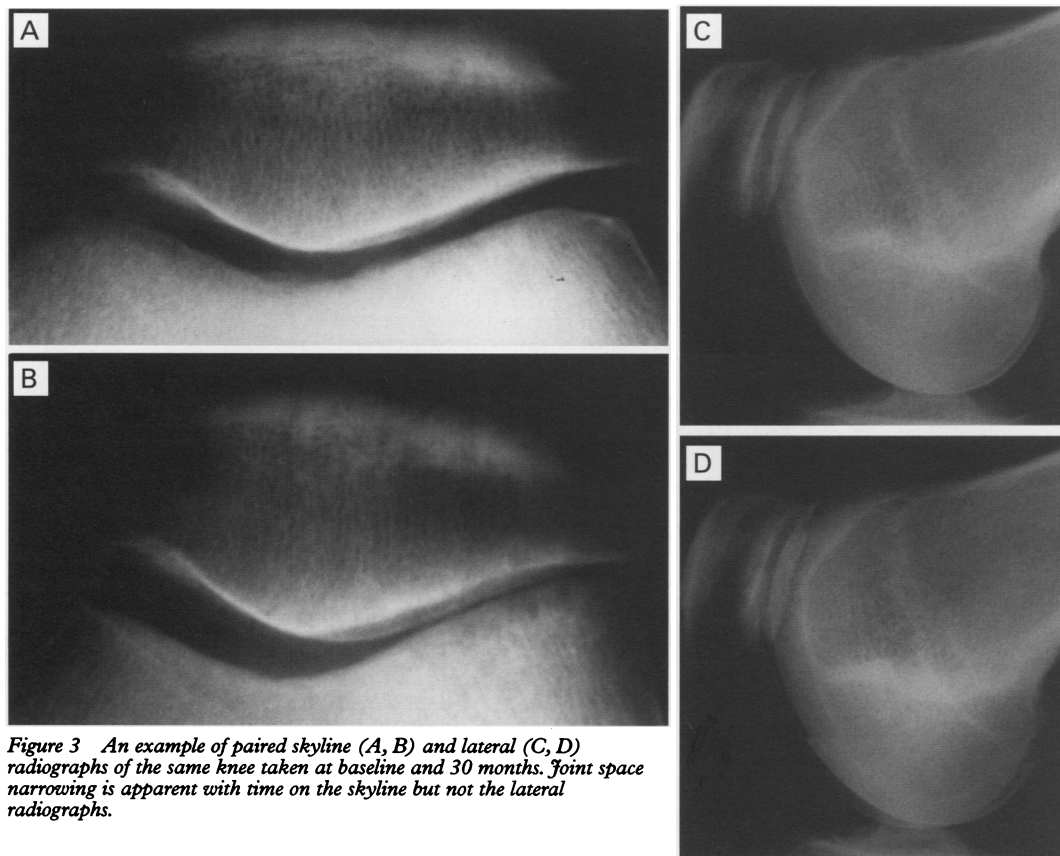 A
B
C
D
Figure 3 An example of paired skyline (A, B) and lateral (C, D)
radiographs of the same knee taken at baseline and 30 months. Joint space
narrowing is apparent with time on the skyline but not the lateral
radiographs.